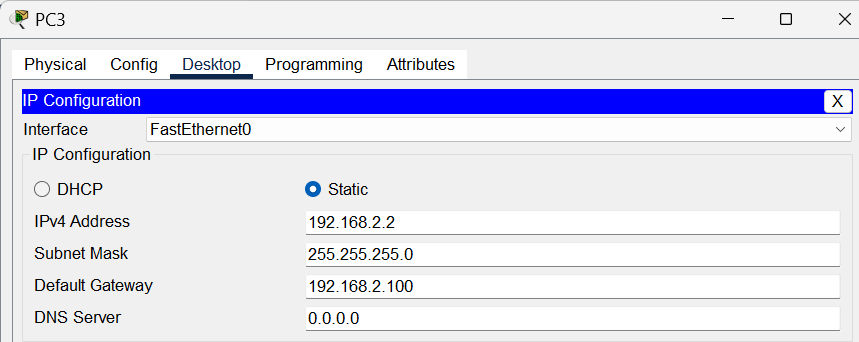 PC3
Physical Config Desktop Programming Attributes
IP Configuration X
Interface FastEthernet0
IP Configuration
DHCP Static
IPv4 Address 192.168.2.2
Subnet Mask 255.255.255.0
Default Gateway 192.168.2.100
DNS Server 0.0.0.0